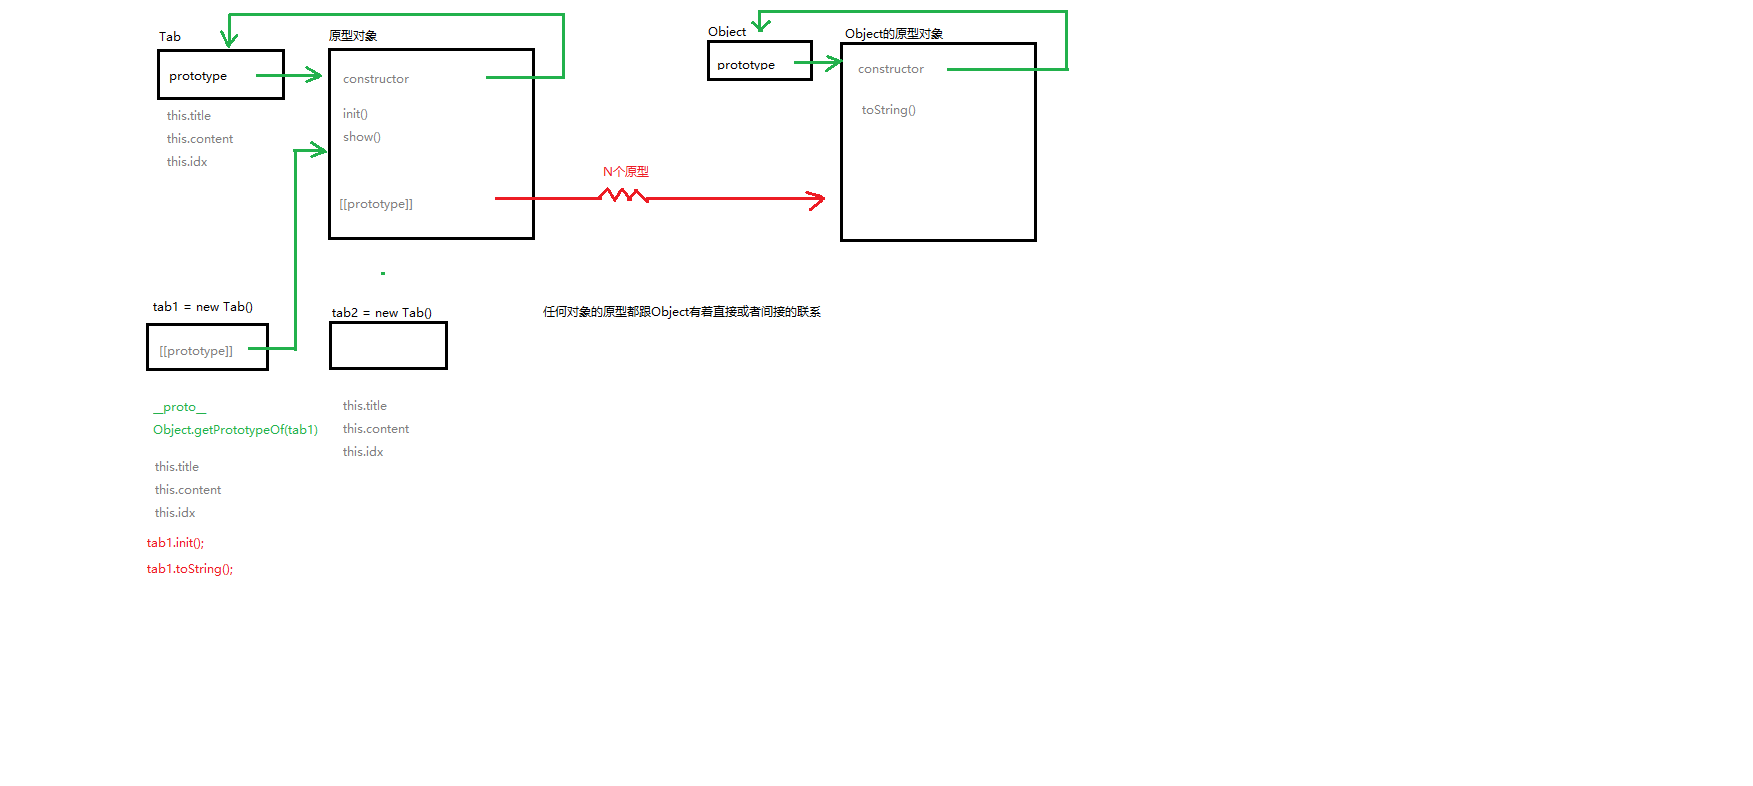 Tab
prototype
this.title
this.content
this.idx
原型对象
constructor
init()
show()
[[prototype]]
N个原型
Object
prototype
Object的原型对象
constructor
toString()
tab1 = new Tab()
[[prototype]]
__proto__
Object.getPrototypeOf(tab1)
this.title
this.content
this.idx
tab1.init();
tab1.toString();
tab2 = new Tab()
this.title
this.content
this.idx
任何对象的原型都跟Object有着直接或者间接的联系